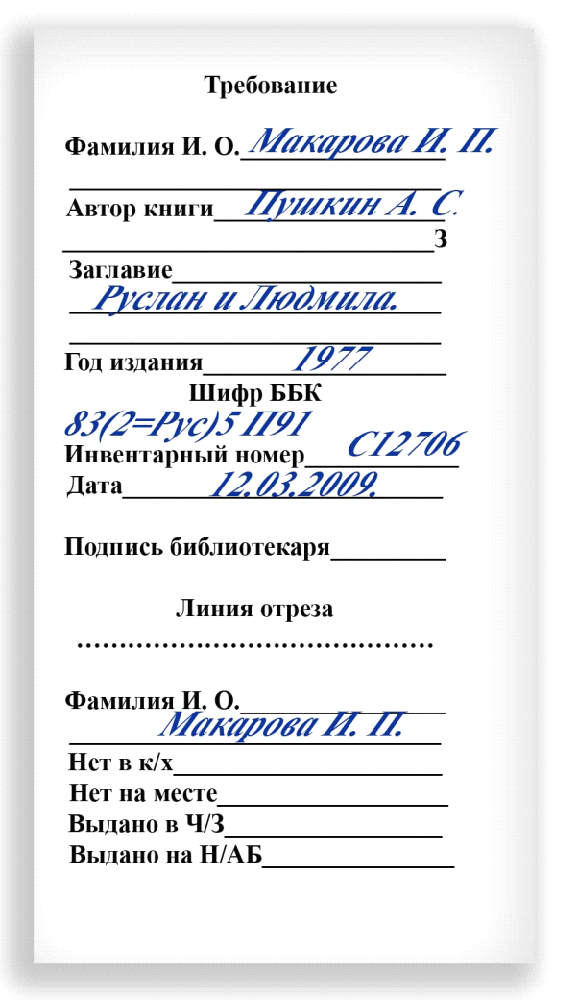 Требование
Фамилия И. О. Макарова И. П.
Автор книги Пушкин А. С.
З
Заглавие
Руслан и Людмила.
Год издания 1977
Шифр ББК
83(2=Рус)5 П91
Инвентарный номер С12706
Дата 12.03.2009.
Подпись библиотекаря
Линия отреза
Фамилия И. О.
Макарова И. П.
Нет в к/х
Нет на месте
Выдано в Ч/З
Выдано на Н/АБ